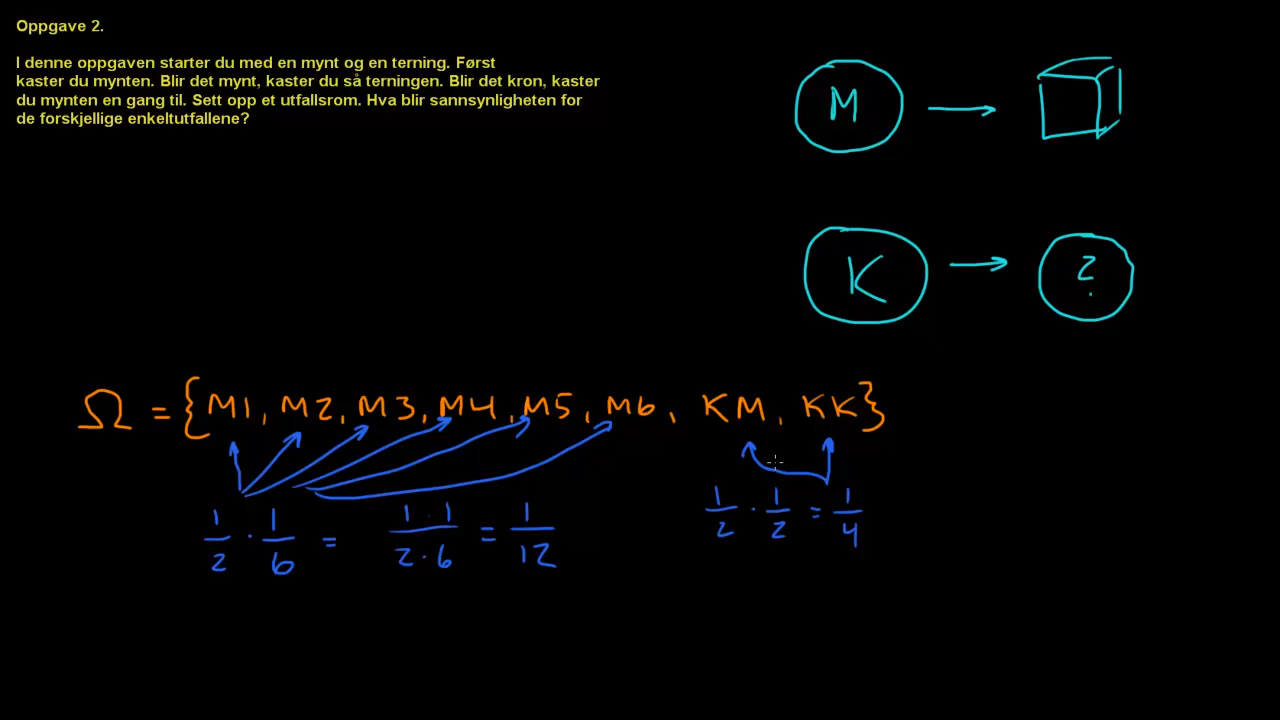 Oppgave 2.
I denne oppgaven starter du med en mynt og en terning. Først
kaster du mynten. Blir det mynt, kaster du så terningen. Blir det kron, kaster
du mynten en gang til. Sett opp et utfallsrom. Hva blir sannsynligheten for
de forskjellige enkeltutfallene?
M
K
?
Ω = {M1, M2, M3, M4, M5, M6, KM, KK}
1/2 · 1/6 = 1·1/2·6 = 1/12
1/2 · 1/2 = 1/4